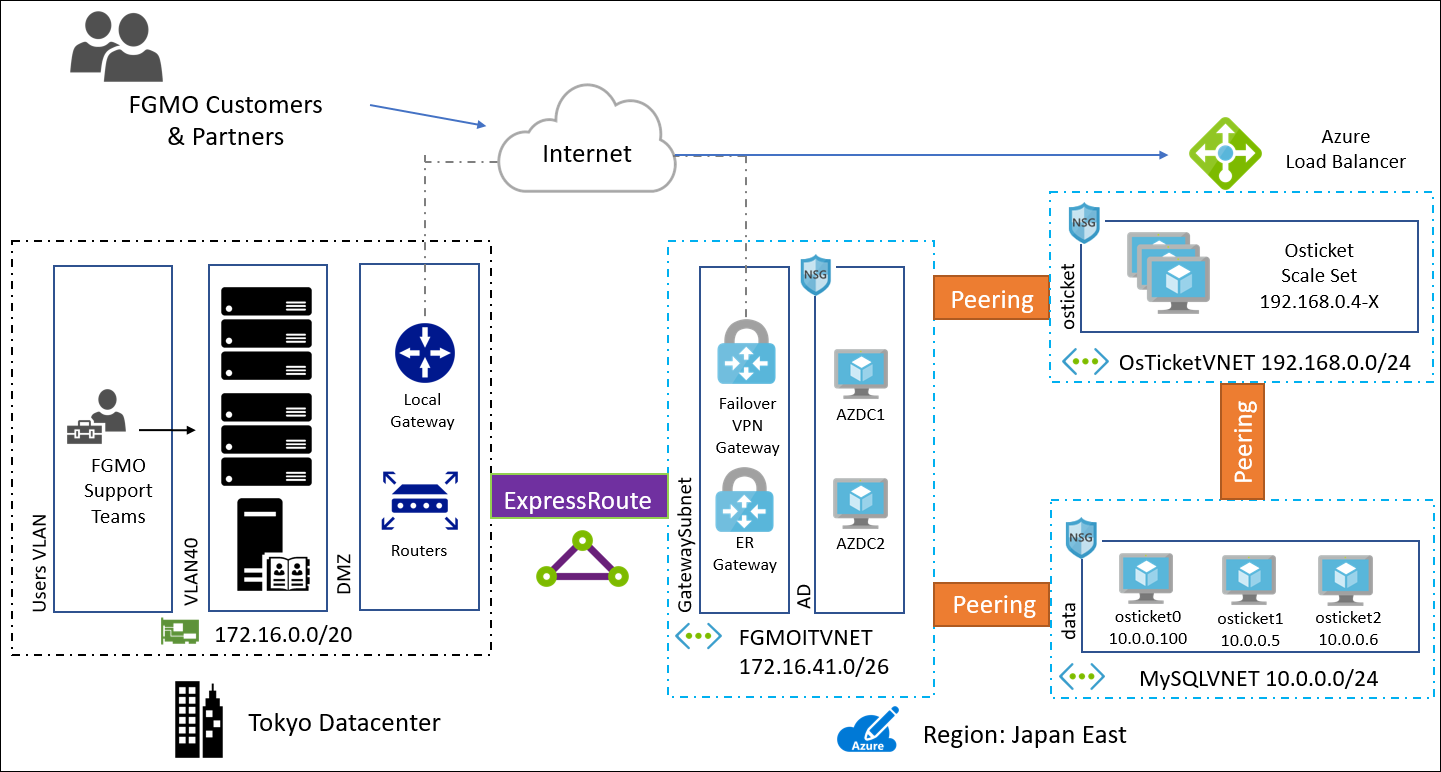 FGMO Customers
& Partners
Internet
Azure
Load Balancer
Users VLAN
FGMO
Support
Teams
VLAN40
DMZ
Local
Gateway
Routers
172.16.0.0/20
Tokyo Datacenter
ExpressRoute
GatewaySubnet
Failover
VPN
Gateway
ER
Gateway
NSG
AD
AZDC1
AZDC2
FGMOITVNET
172.16.41.0/26
Azure
Region: Japan East
Peering
NSG
osticket
Osticket
Scale Set
192.168.0.4-X
OsTicketVNET 192.168.0.0/24
Peering
Peering
NSG
data
osticket0
10.0.0.100
osticket1
10.0.0.5
osticket2
10.0.0.6
MySQLVNET 10.0.0.0/24